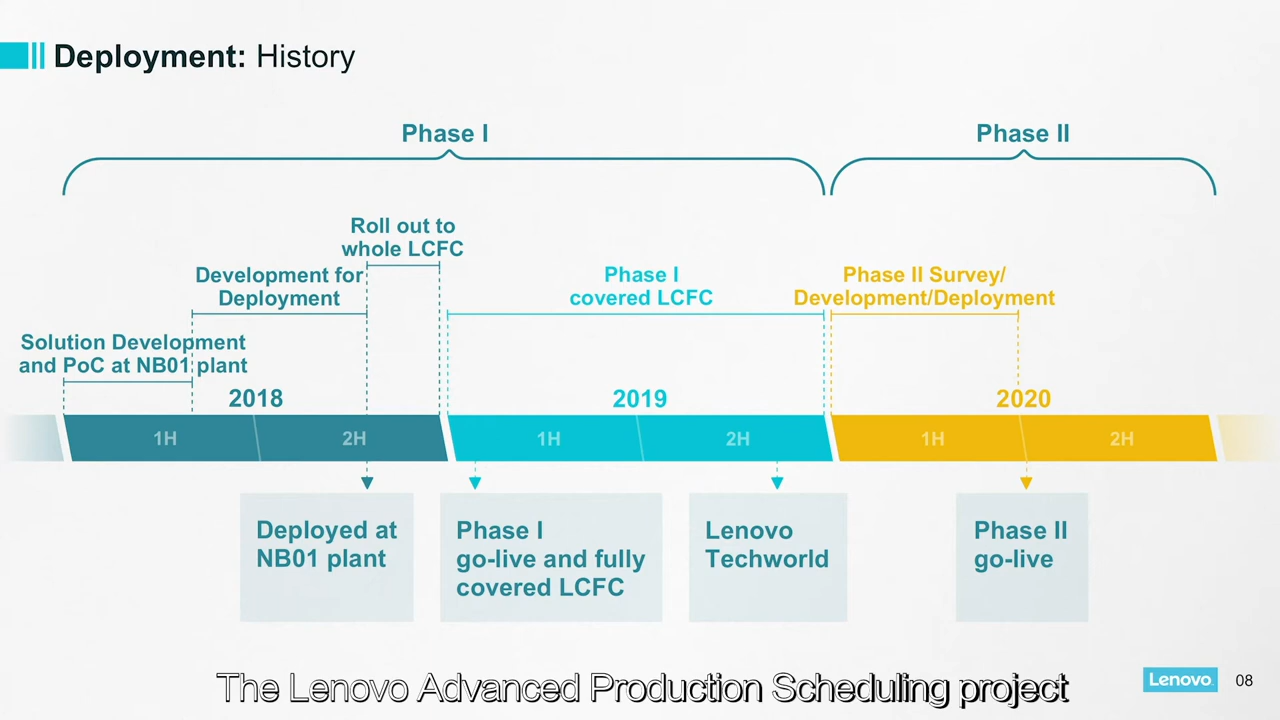 Deployment: History
Phase I
Phase II
Roll out to
whole LCFC
Development for
Deployment
Phase I
covered LCFC
Phase II Survey/
Development/Deployment
Solution Development
and PoC at NB01 plant
2018
2019
2020
1H
2H
1H
2H
1H
2H
Deployed at
NB01 plant
Phase I
go-live and fully
covered LCFC
Lenovo
Techworld
Phase II
go-live
The Lenovo Advanced Production Scheduling project
Lenovo
08